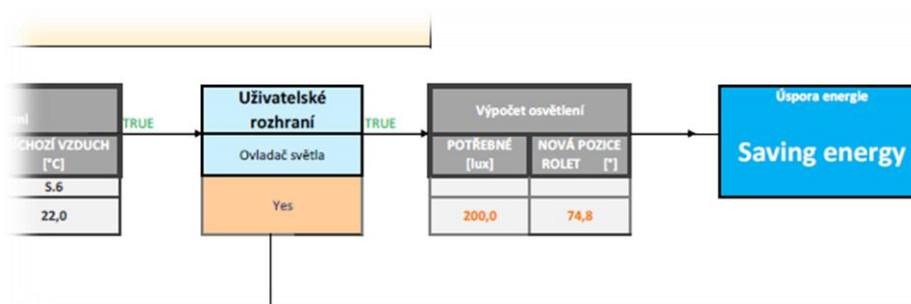 TRUE
Uživatelské
rozhraní
Ovladač světla
Yes
TRUE
VZDUCH
[°C]
S.6
22,0
Výpočet osvětlení
POTŘEBNÉ
[lux]
NOVÁ POZICE
ROLET [°]
200,0
74,8
Úspora energie
Saving energy